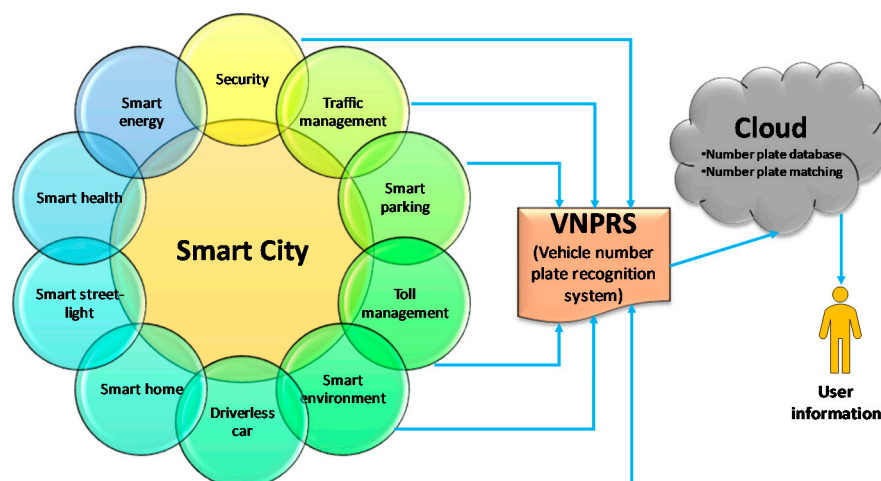 Security
Traffic
management
Smart
parking
Toll
management
Smart
environment
Driverless
car
Smart home
Smart street-
light
Smart health
Smart
energy
Smart City
VNPRS
(Vehicle number
plate recognition
system)
Cloud
•Number plate database
•Number plate matching
User
information